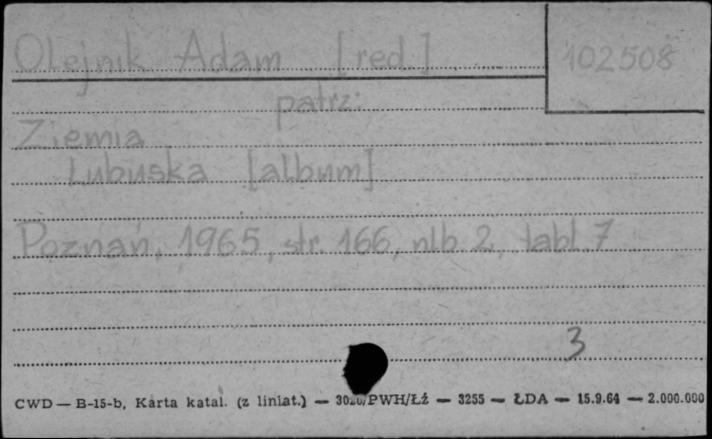 Olejnik Adam [red.]
102508
patrz:
Ziemia
Lubuska [album]
Poznań, 1965, str. 166, nlb. 2, tabl. 7
3
CWD — B-15-b, Karta katal. (z liniat.) — PWH/Łź — 3255 — ŁDA — 15.9.64 — 2.000.000